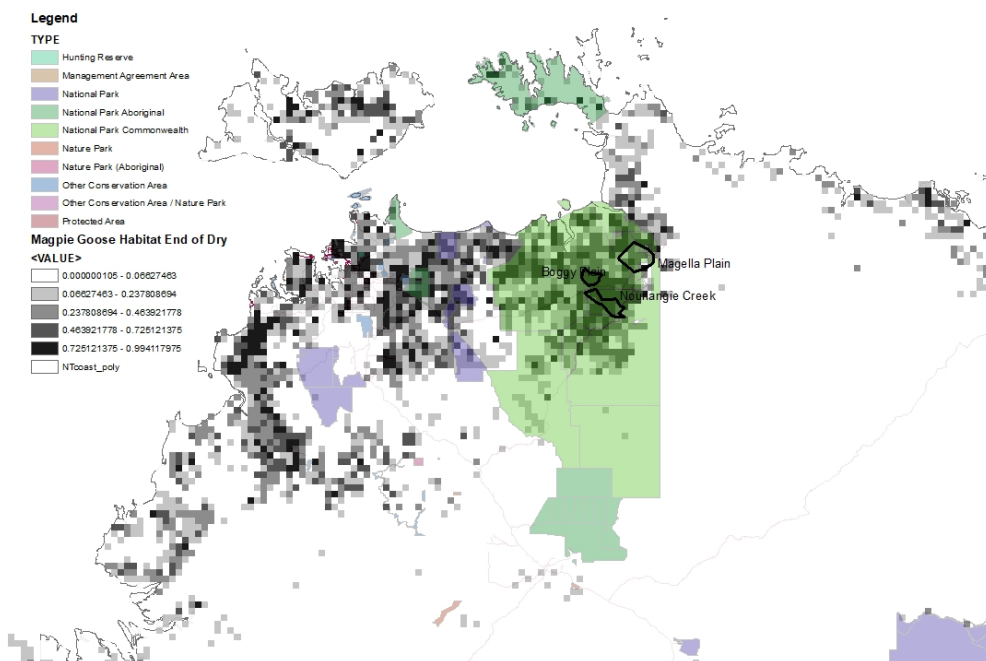 Legend
TYPE
Hunting Reserve
Management Agreement Area
National Park
National Park Aboriginal
National Park Commonwealth
Nature Park
Nature Park (Aboriginal)
Other Conservation Area
Other Conservation Area / Nature Park
Protected Area
Magpie Goose Habitat End of Dry
<VALUE>
0.000000105 - 0.06627463
0.06627463 - 0.237808694
0.237808694 - 0.463921778
0.463921778 - 0.725121375
0.725121375 - 0.994117975
NTcoast_poly
Magella Plain
Boggy Plain
Nourlangie Creek